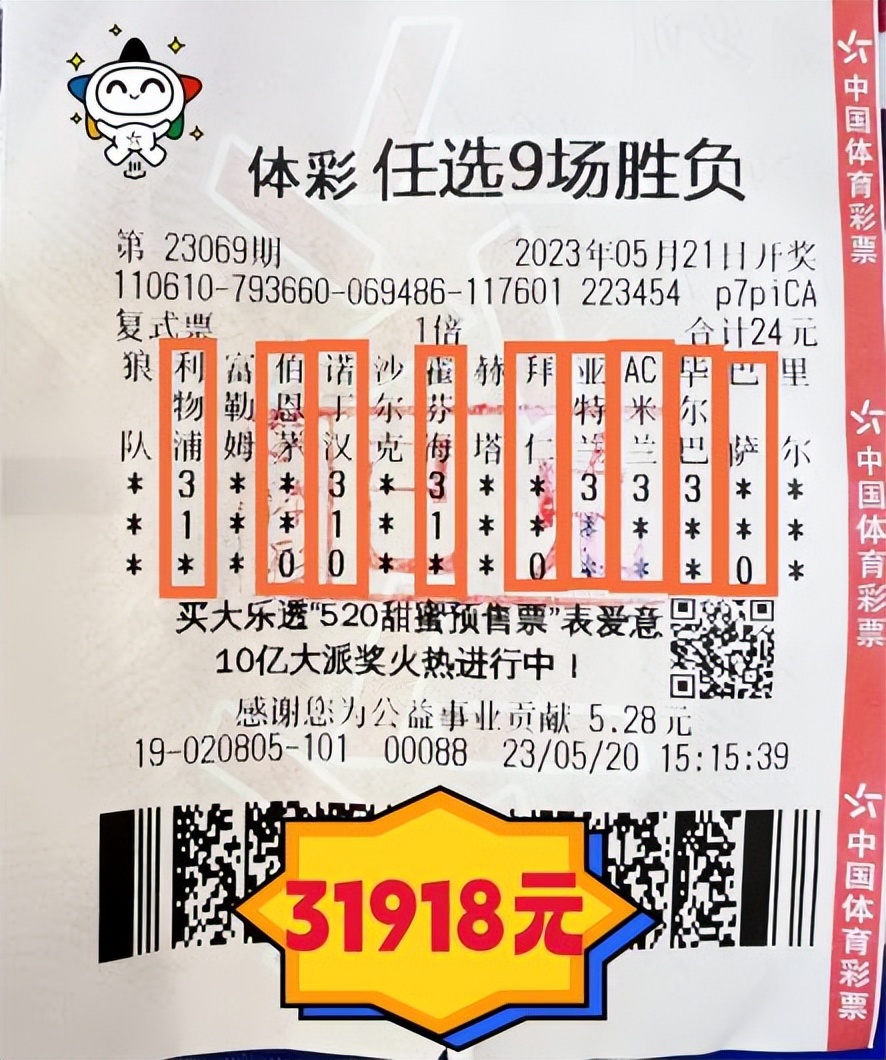 体彩 任选9场胜负
第 23069期 2023年05月21日开奖
110610-793660-069486-117601 223454 p7piCA
复式票 1倍 合计24元
狼 利 富 伯 诺 沙 霍 赫 拜 亚 AC 毕 巴 里
物 勒 恩 丁 尔 芬 特 米 尔
队 浦 姆 茅 汉 克 海 塔 仁 兰 兰 巴 萨 尔
* 3 * * 3 * 3 * * 3 3 3 * *
* 1 * * 1 * 1 * * * * * * *
* * * 0 0 * * * 0 * * * 0 *
买大乐透“520甜蜜预售票”表爱意
10亿大派奖火热进行中！
感谢您为公益事业贡献 5.28元
19-020805-101 00088 23/05/20 15:15:39
31918元
中国体育彩票
中国体育彩票
中国体育彩票